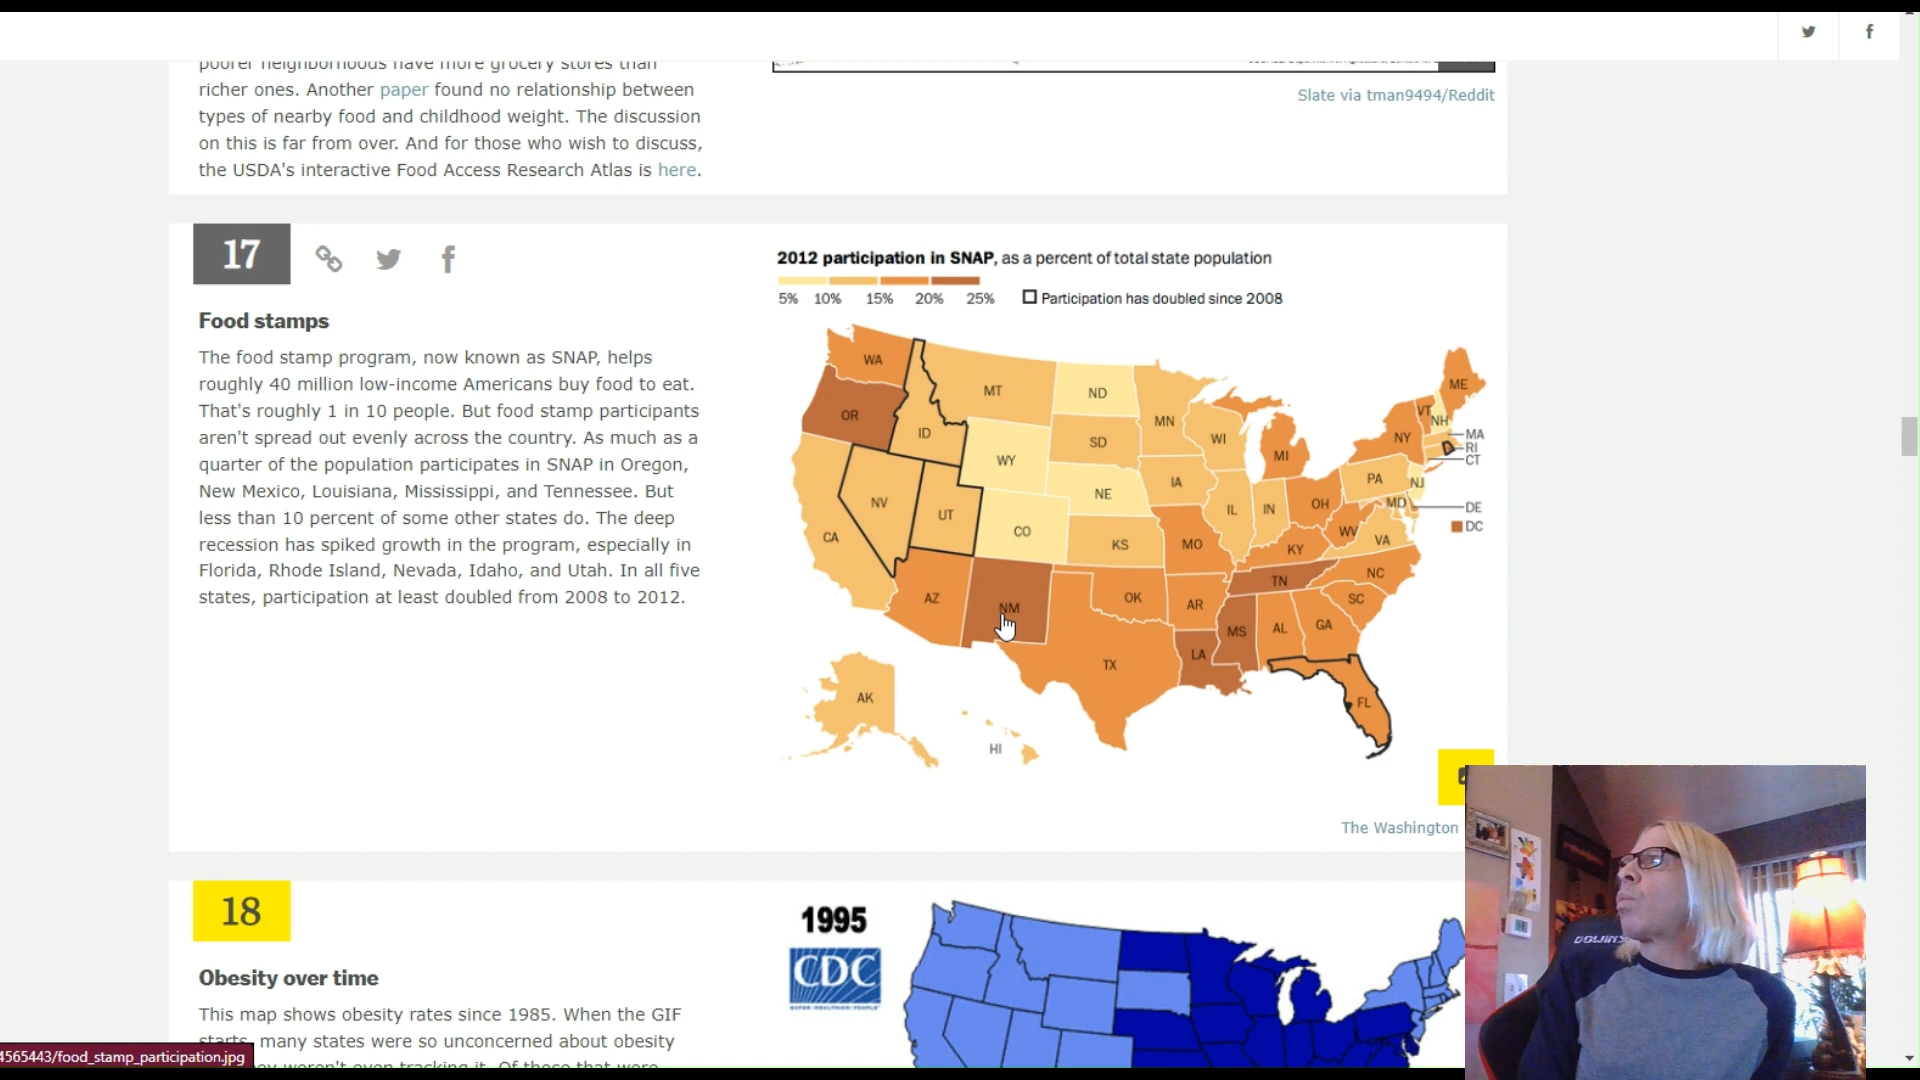 poorer neighborhoods have more grocery stores than
richer ones. Another paper found no relationship between
types of nearby food and childhood weight. The discussion
on this is far from over. And for those who wish to discuss,
the USDA's interactive Food Access Research Atlas is here.
Slate via tman9494/Reddit
17
Food stamps
The food stamp program, now known as SNAP, helps
roughly 40 million low-income Americans buy food to eat.
That's roughly 1 in 10 people. But food stamp participants
aren't spread out evenly across the country. As much as a
quarter of the population participates in SNAP in Oregon,
New Mexico, Louisiana, Mississippi, and Tennessee. But
less than 10 percent of some other states do. The deep
recession has spiked growth in the program, especially in
Florida, Rhode Island, Nevada, Idaho, and Utah. In all five
states, participation at least doubled from 2008 to 2012.
2012 participation in SNAP, as a percent of total state population
5% 10% 15% 20% 25% Participation has doubled since 2008
WA
MT
ND
OR
ID
MN
WI
SD
WY
NE
IA
MI
NY
VT
NH
ME
MA
RI
CT
PA
NJ
NV
UT
CO
CA
KS
IL
IN
OH
MD
DE
DC
WV
VA
MO
KY
AZ
NM
OK
AR
TN
NC
SC
MS
AL
GA
TX
LA
FL
AK
HI
The Washington
18
Obesity over time
This map shows obesity rates since 1985. When the GIF
starts, many states were so unconcerned about obesity
they weren't even tracking it. Of those that were
1995
CDC
4565443/food_stamp_participation.jpg